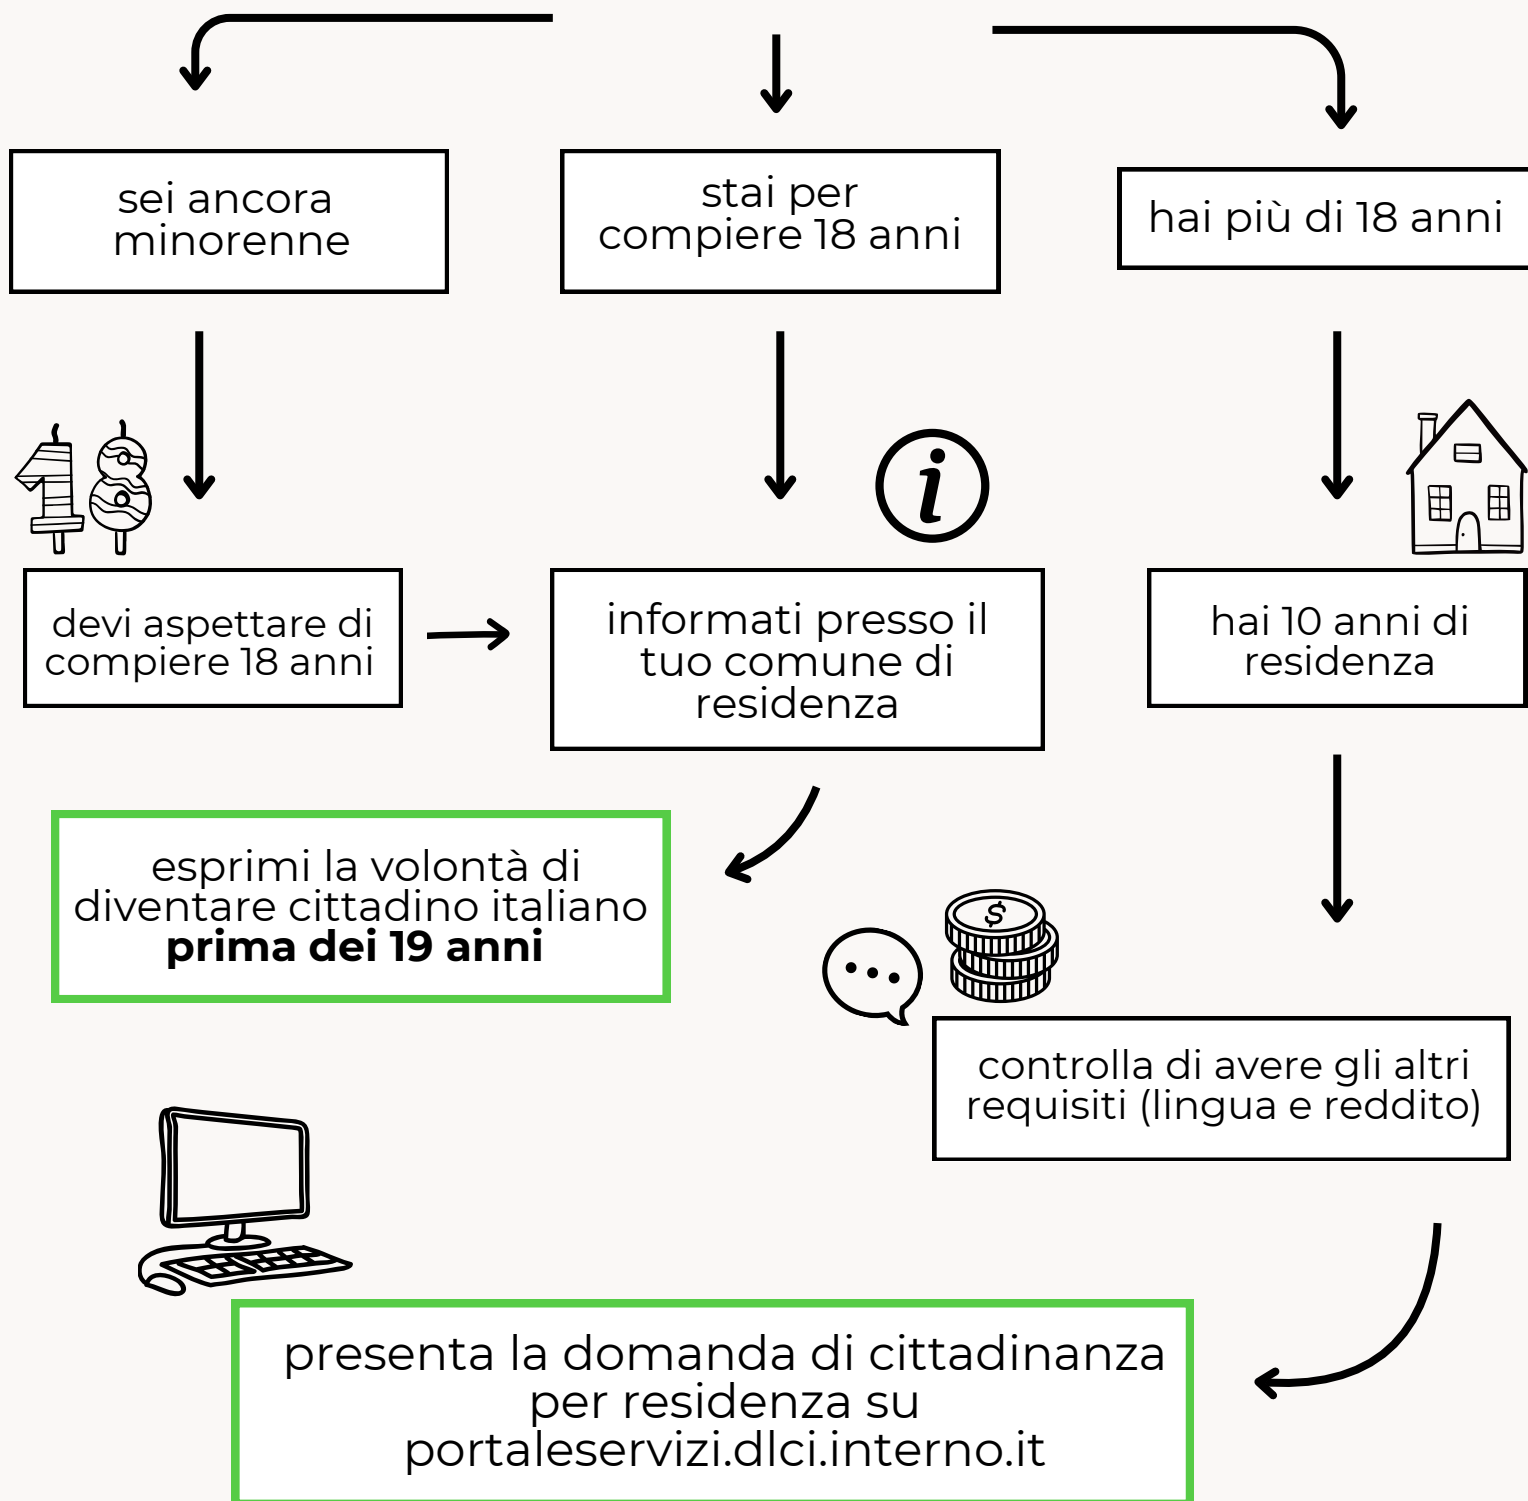 sei ancora
minorenne
stai per
compiere 18 anni
hai più di 18 anni
18
i
devi aspettare di
compiere 18 anni
informati presso il
tuo comune di
residenza
hai 10 anni di
residenza
esprimi la volontà di
diventare cittadino italiano
prima dei 19 anni
$
controlla di avere gli altri
requisiti (lingua e reddito)
presenta la domanda di cittadinanza
per residenza su
portaleservizi.dlci.interno.it